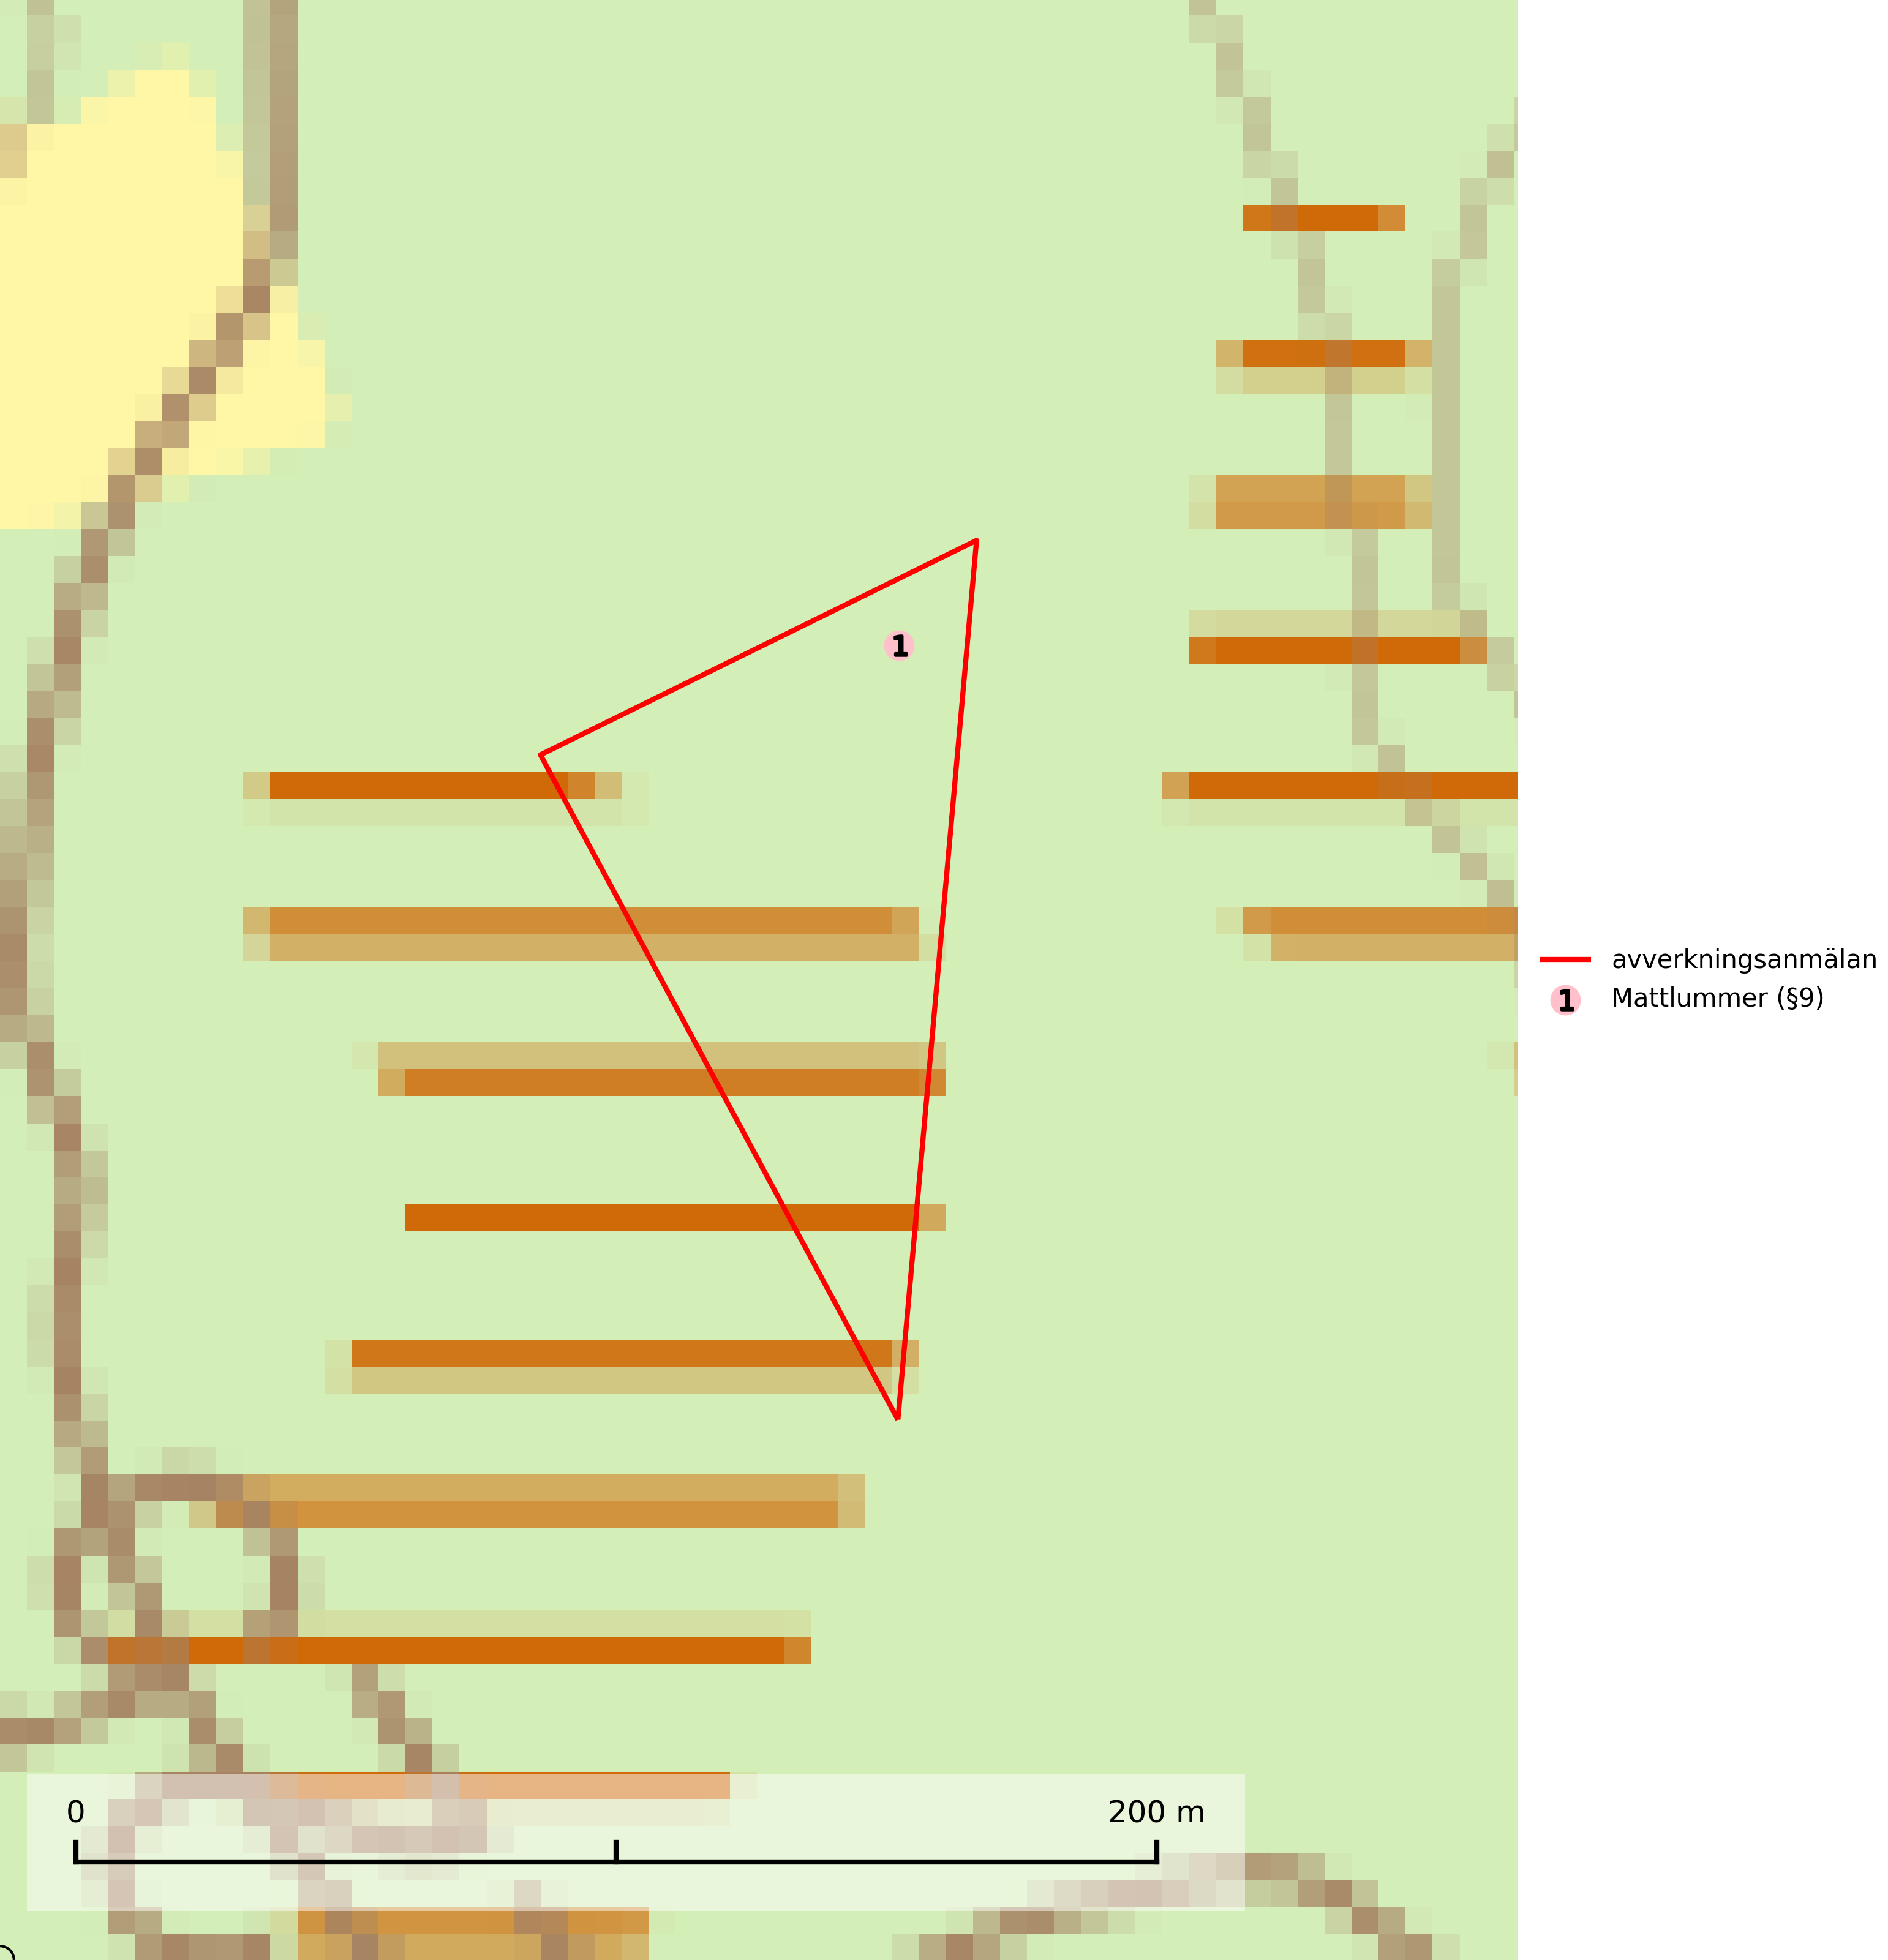 1
avverkningsanmälan
1 Mattlummer (§9)
0 200 m